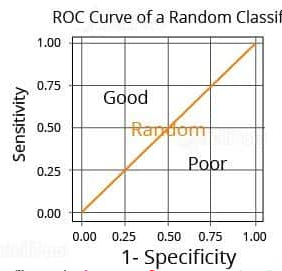 ROC Curve of a Random Classif
1.00
0.75
0.50
0.25
0.00
Sensitivity
Good
Random
Poor
0.00 0.25 0.50 0.75 1.00
1- Specificity